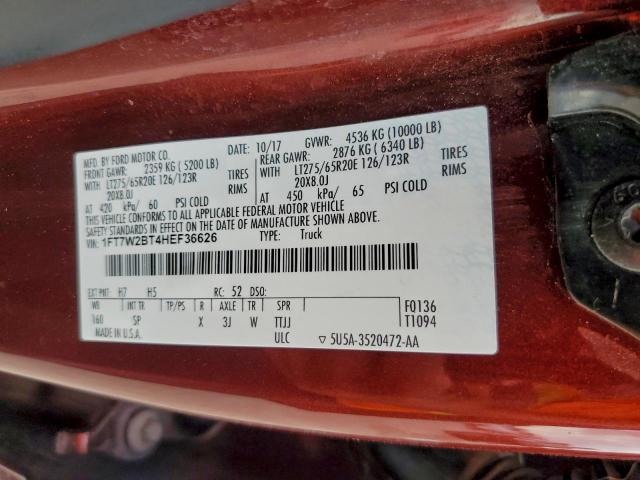 MFD. BY FORD MOTOR CO. DATE: 10/17 GVWR: 4536 KG (10000 LB)
FRONT GAWR: 2359 KG (5200 LB) REAR GAWR: 2876 KG (6340 LB)
WITH LT275/65R20E 126/123R TIRES WITH LT275/65R20E 126/123R TIRES
20X8.0J RIMS 20X8.0J RIMS
AT 420 kPa/ 60 PSI COLD AT 450 kPa/ 65 PSI COLD
THIS VEHICLE CONFORMS TO ALL APPLICABLE FEDERAL MOTOR VEHICLE
SAFETY STANDARDS IN EFFECT ON THE DATE OF MANUFACTURE SHOWN ABOVE.
VIN: 1FT7W2BT4HEF36626 TYPE: Truck
EXT PNT: H7 H5 RC: 52 DSO:
WB INT TR TP/PS R AXLE TR SPR F0136
160 SP X 3J W TTJJ T1094
MADE IN U.S.A. ULC ▽ 5U5A-3520472-AA